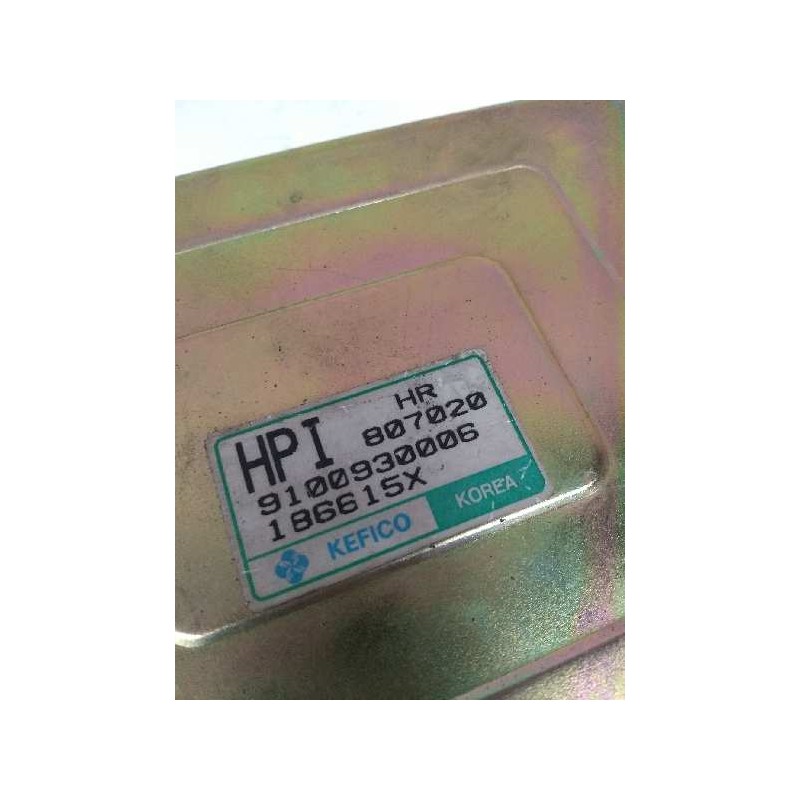 HR
HPI 807020
9100930006
186615X
KEFICO KOREA